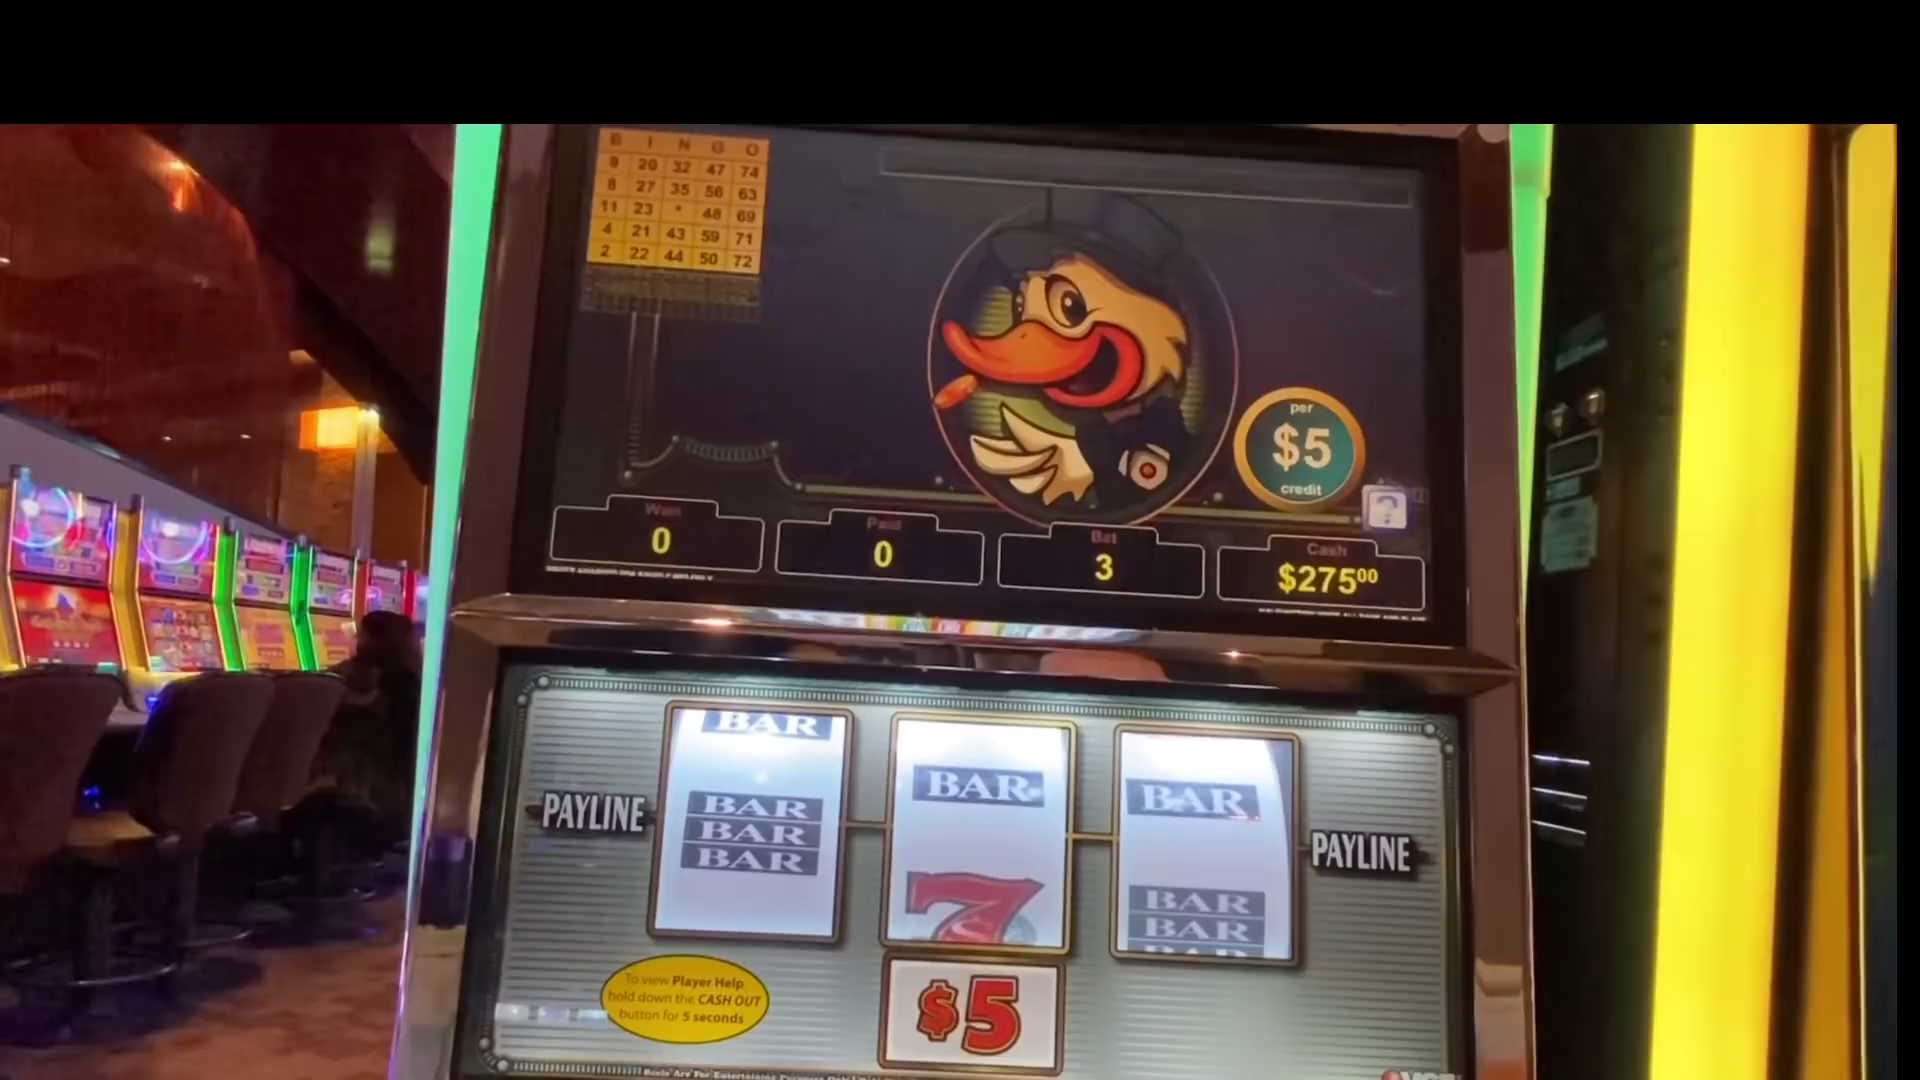 B I N G O
9 20 32 47 74
8 27 35 56 63
11 23 * 48 69
4 21 43 59 71
2 22 44 50 72
per
$5
credit
?
Win
0
Paid
0
Bet
3
Cash
$275⁰⁰
BAR
BAR
BAR
BAR
BAR
7
BAR
BAR
BAR
BAR
PAYLINE
PAYLINE
To view Player Help
hold down the CASH OUT
button for 5 seconds
$5